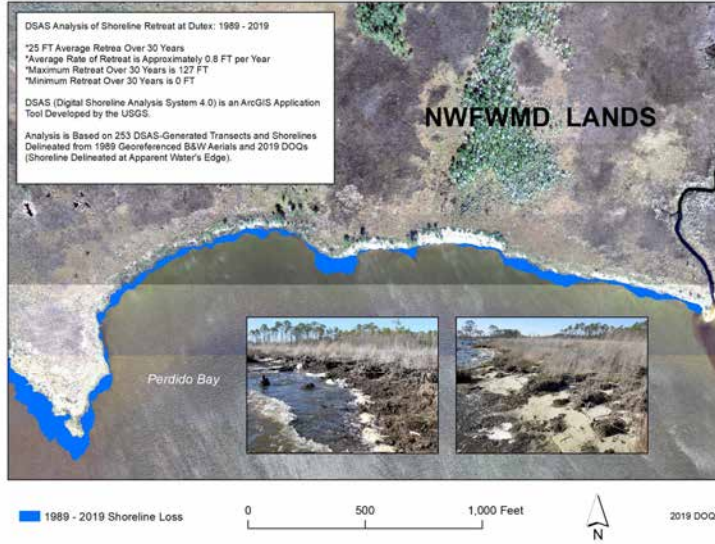 DSAS Analysis of Shoreline Retreat at Dutex: 1989 - 2019
*25 FT Average Retrea Over 30 Years
*Average Rate of Retreat is Approximately 0.8 FT per Year
*Maximum Retreat Over 30 Years is 127 FT
*Minimum Retreat Over 30 Years is 0 FT
DSAS (Digital Shoreline Analysis System 4.0) is an ArcGIS Application
Tool Developed by the USGS.
Analysis is Based on 253 DSAS-Generated Transects and Shorelines
Delineated from 1989 Georeferenced B&W Aerials and 2019 DOQs
(Shoreline Delineated at Apparent Water's Edge).
NWFWMD LANDS
Perdido Bay
1989 - 2019 Shoreline Loss
0 500 1,000 Feet
N
2019 DOQ